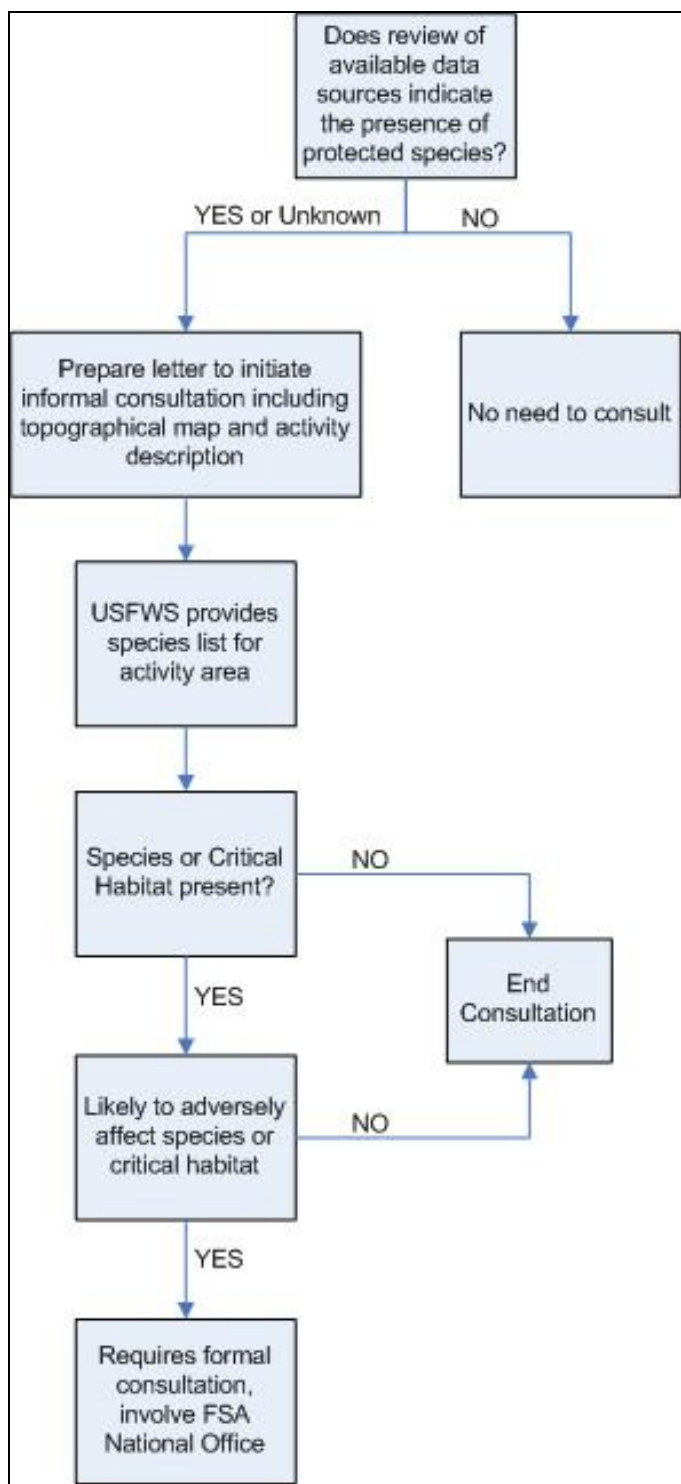 Does review of
available data
sources indicate
the presence of
protected species?
YES or Unknown
NO
Prepare letter to initiate
informal consultation including
topographical map and activity
description
No need to consult
USFWS provides
species list for
activity area
Species or Critical
Habitat present?
NO
YES
End
Consultation
Likely to adversely
affect species or
critical habitat
NO
YES
Requires formal
consultation,
involve FSA
National Office